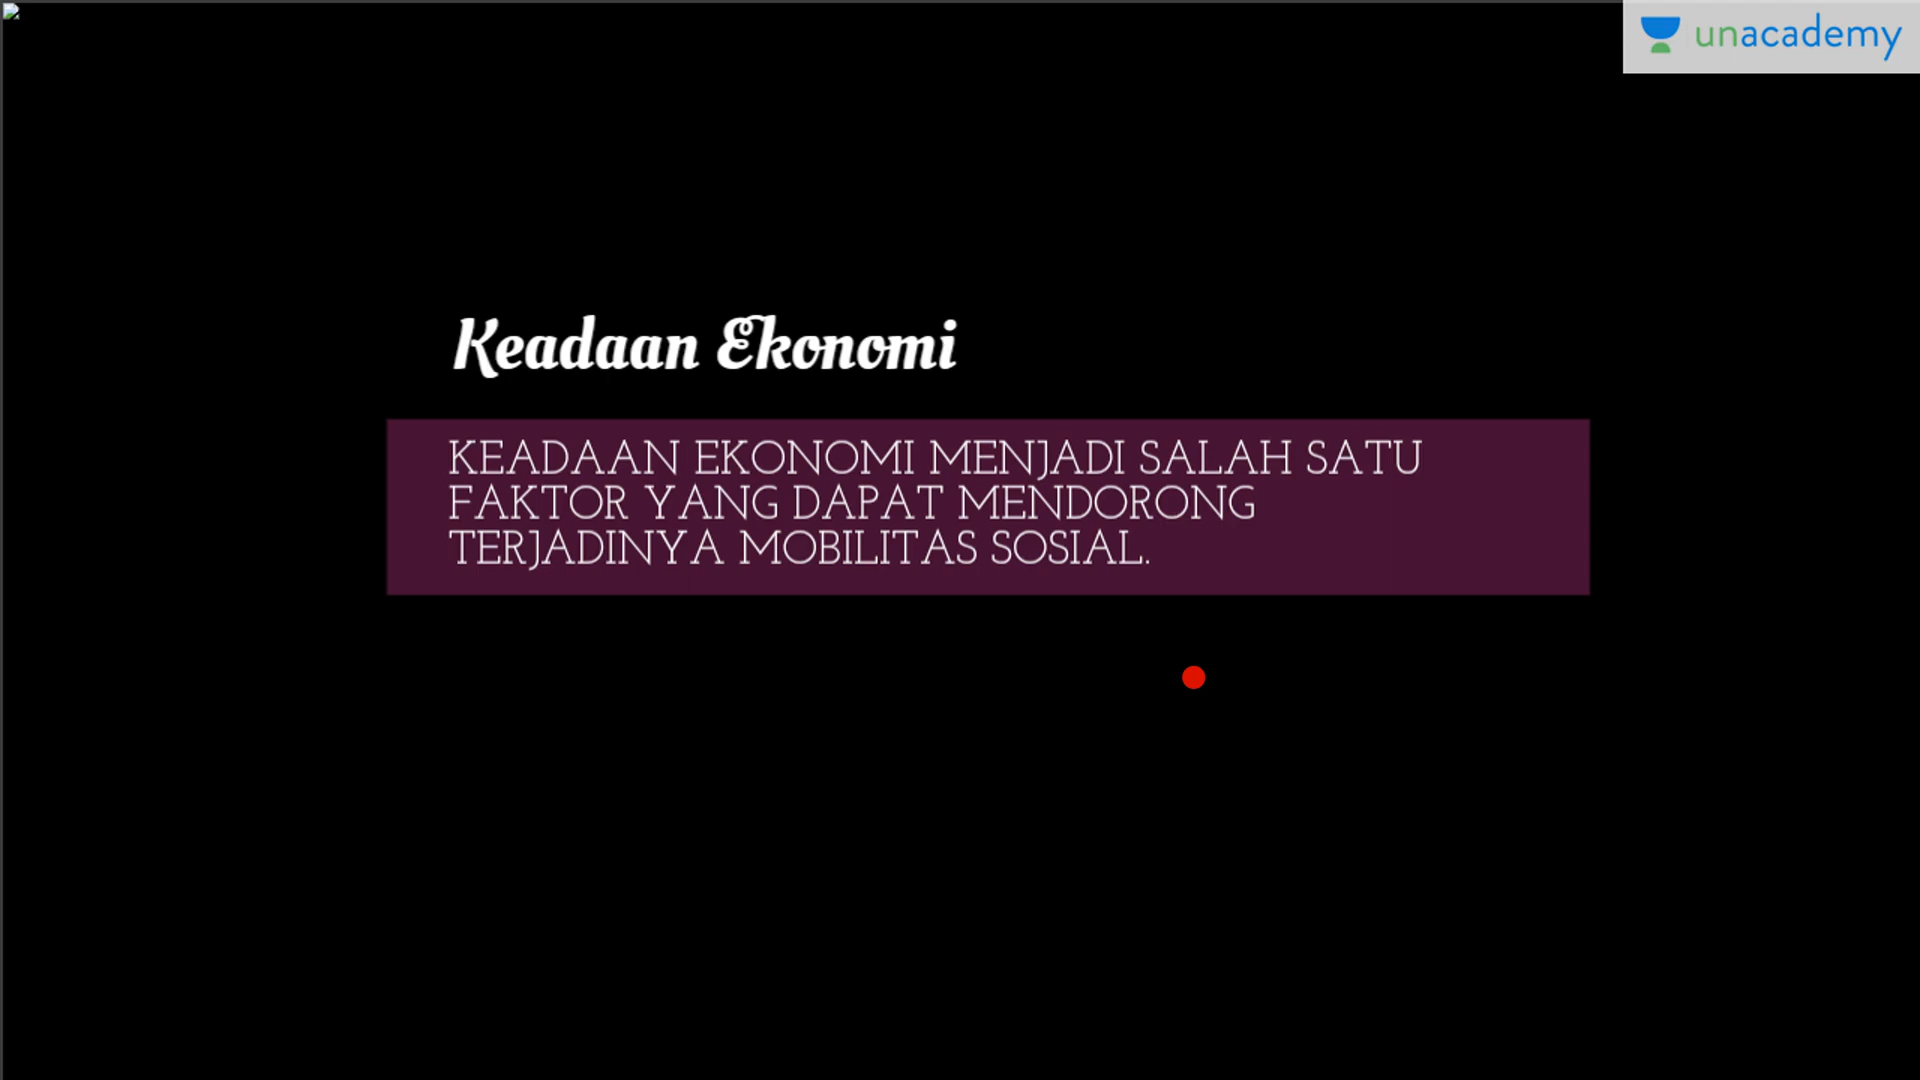 unacademy
Keadaan Ekonomi
KEADAAN EKONOMI MENJADI SALAH SATU
FAKTOR YANG DAPAT MENDORONG
TERJADINYA MOBILITAS SOSIAL.